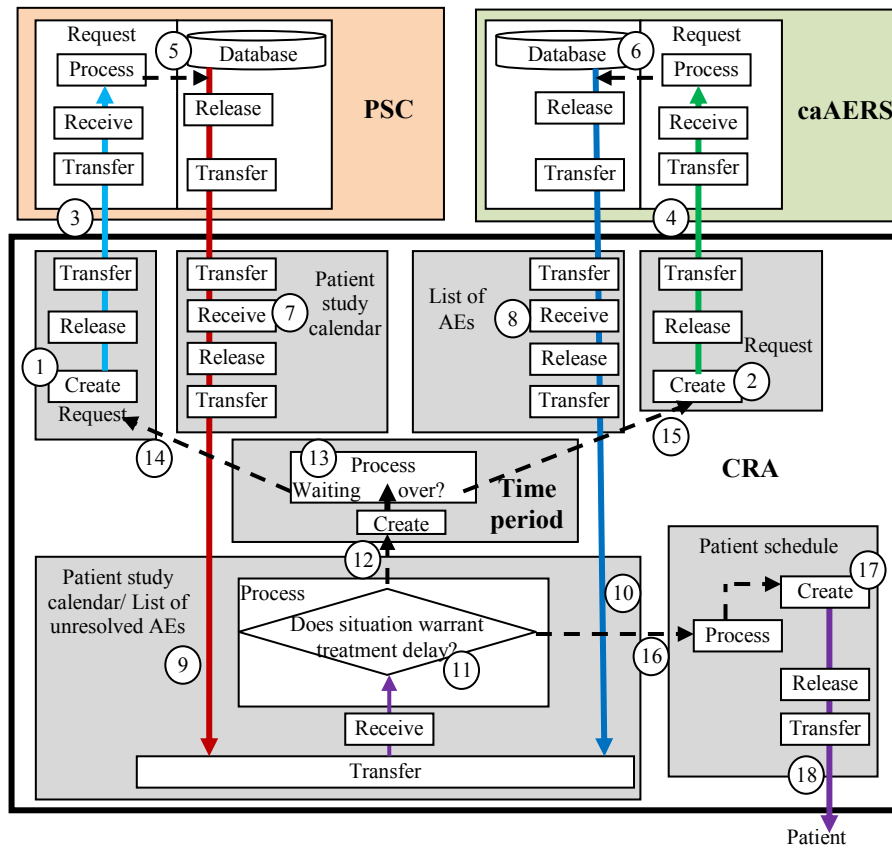 Request
5
Database
Process
Release
Receive
Transfer
Transfer
PSC
3
Database
6
Request
Process
Release
Receive
Transfer
Transfer
caAERS
4
Transfer
Release
1
Create
Request
14
Transfer
Receive
7
Release
Transfer
Patient
study
calendar
List of
AEs
8
Transfer
Receive
Release
Transfer
Transfer
Release
Request
Create
2
15
CRA
13
Process
Waiting over?
Create
Time
period
12
Patient study
calendar/ List of
unresolved AEs
9
Process
Does situation warrant
treatment delay?
11
Receive
Transfer
10
16
Patient schedule
17
Create
Process
Release
Transfer
18
Patient